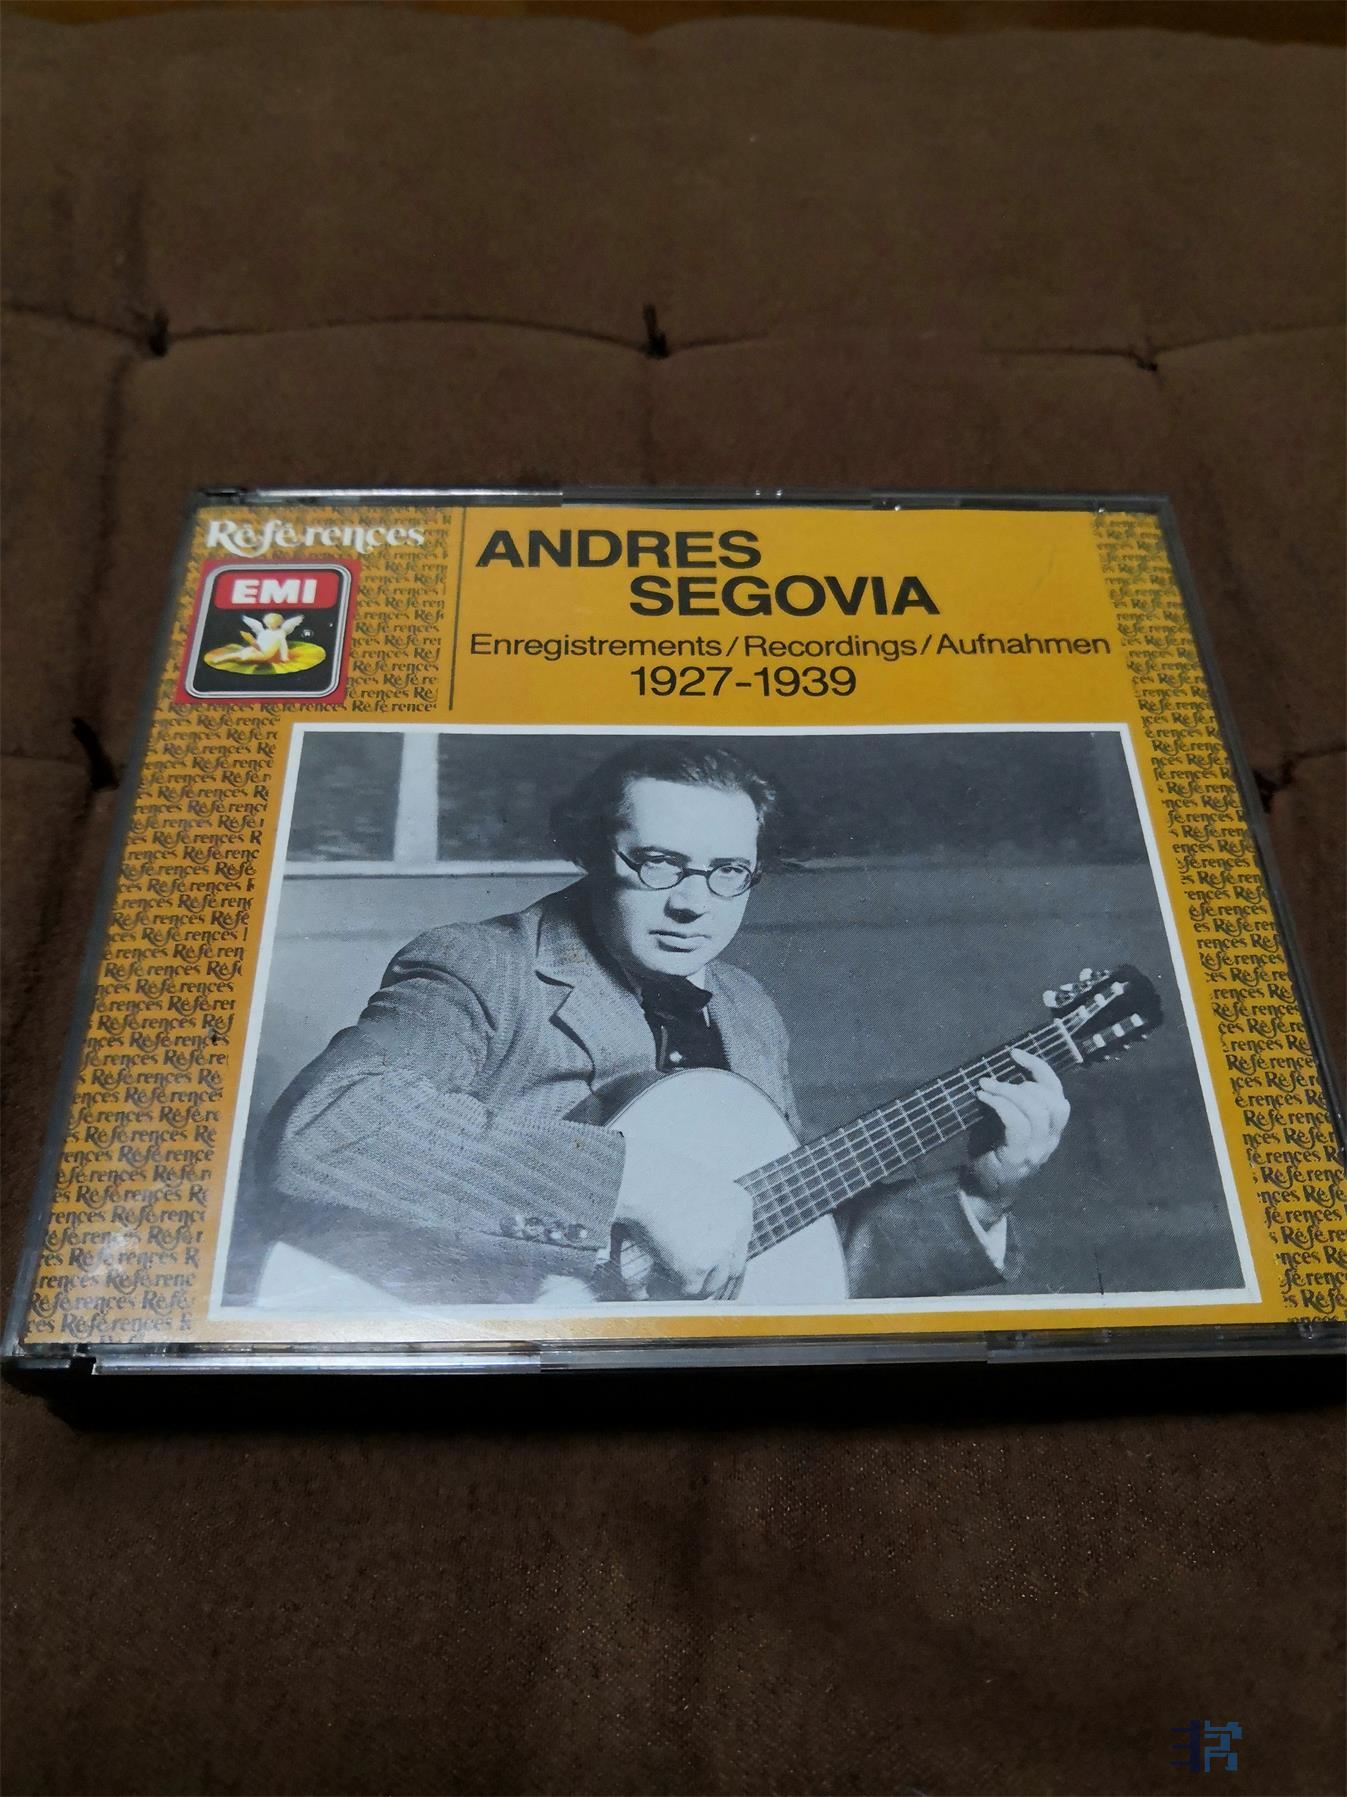 Références
EMI
ANDRES
SEGOVIA
Enregistrements/Recordings/Aufnahmen
1927-1939